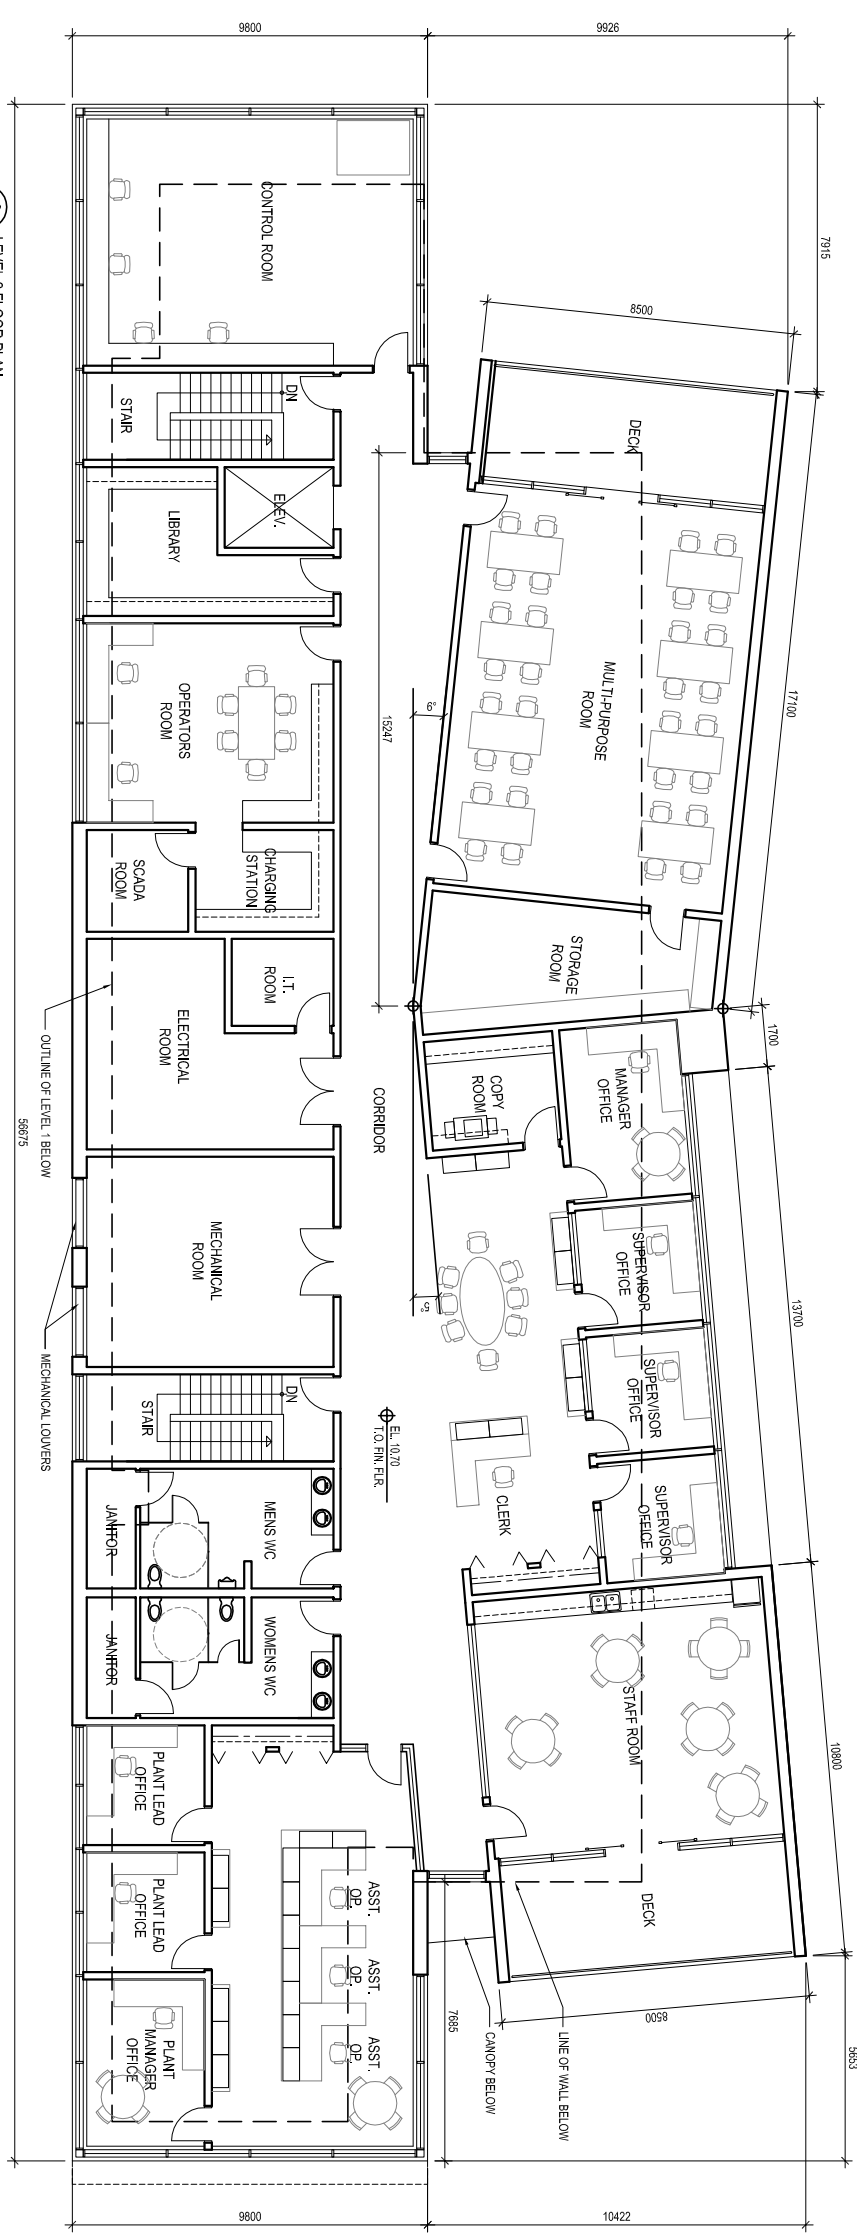 9800
9926
7915
8500
17100
15247
6°
1700
13700
5°
10800
7685
8500
5653
56675
9800
10422
CONTROL ROOM
DN
STAIR
ELEV.
LIBRARY
OPERATORS
ROOM
CHARGING
STATION
SCADA
ROOM
I.T.
ROOM
ELECTRICAL
ROOM
MECHANICAL
ROOM
DN
STAIR
MENS WC
JANITOR
WOMENS WC
JANITOR
PLANT LEAD
OFFICE
PLANT LEAD
OFFICE
PLANT
MANAGER
OFFICE
ASST.
OP.
ASST.
OP.
ASST.
OP.
DECK
MULTI-PURPOSE
ROOM
STORAGE
ROOM
COPY
ROOM
MANAGER
OFFICE
SUPERVISOR
OFFICE
SUPERVISOR
OFFICE
SUPERVISOR
OFFICE
CORRIDOR
CLERK
EL. 10.70
T.O. FIN. FLR.
STAFF ROOM
DECK
OUTLINE OF LEVEL 1 BELOW
MECHANICAL LOUVERS
LINE OF WALL BELOW
CANOPY BELOW